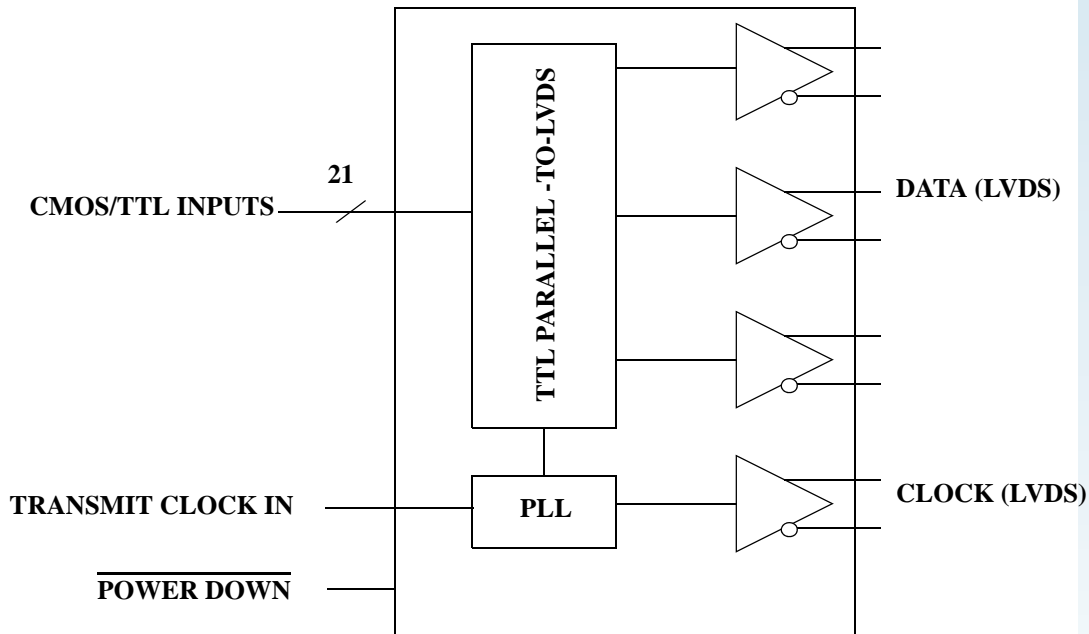 21
CMOS/TTL INPUTS
TTL PARALLEL -TO-LVDS
DATA (LVDS)
TRANSMIT CLOCK IN
PLL
CLOCK (LVDS)
POWER DOWN